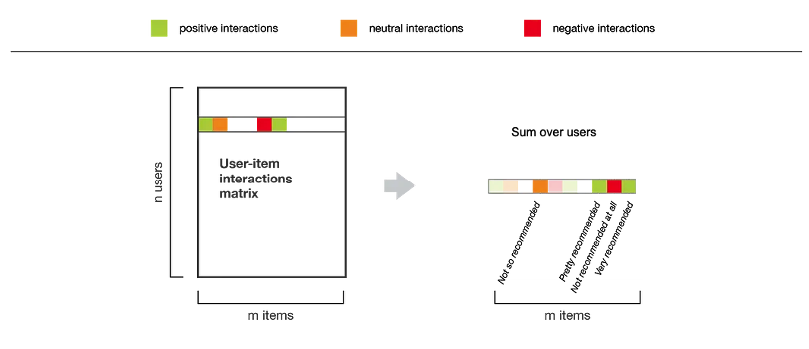 positive interactions
neutral interactions
negative interactions
n users
User-item
interactions
matrix
m items
Sum over users
Not so recommended
Pretty recommended
Not recommended at all
Very recommended
m items